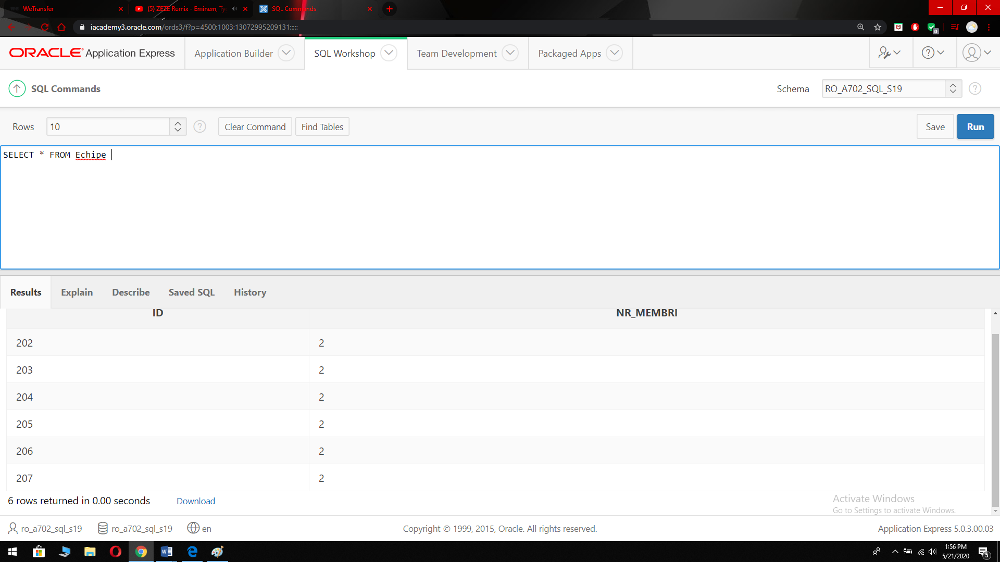 WeTransfer
(5) ZEZE Remix - Eminem, Ty
SQL Commands
iacademy3.oracle.com/ords3/f?p=4500:1003:13072995209131:::::
0
ORACLE Application Express
Application Builder
SQL Workshop
Team Development
Packaged Apps
?
SQL Commands
Schema
RO_A702_SQL_S19
?
Rows
10
?
Clear Command
Find Tables
Save
Run
SELECT * FROM Echipe
Results
Explain
Describe
Saved SQL
History
ID
NR_MEMBRI
202
2
203
2
204
2
205
2
206
2
207
2
6 rows returned in 0.00 seconds
Download
Activate Windows
Go to Settings to activate Windows.
ro_a702_sql_s19
ro_a702_sql_s19
en
Copyright © 1999, 2015, Oracle. All rights reserved.
Application Express 5.0.3.00.03
1:56 PM
5/21/2020
5